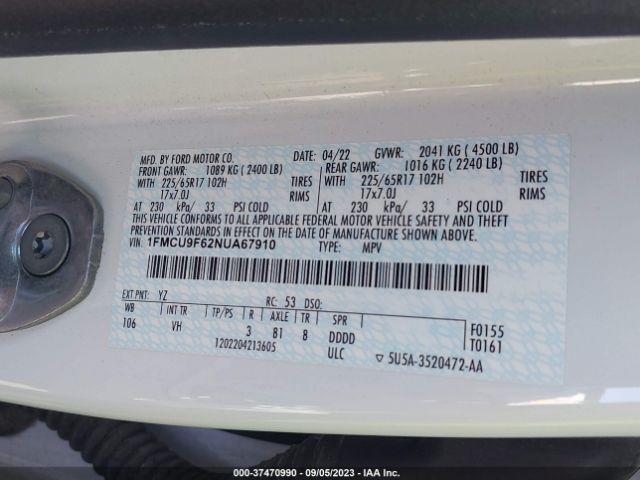 MFD. BY FORD MOTOR CO.
DATE: 04/22 GVWR: 2041 KG (4500 LB)
FRONT GAWR: 1089 KG (2400 LB) REAR GAWR: 1016 KG (2240 LB)
WITH 225/65R17 102H TIRES WITH 225/65R17 102H TIRES
17x7.0J RIMS 17x7.0J RIMS
AT 230 kPa/ 33 PSI COLD AT 230 kPa/ 33 PSI COLD
THIS VEHICLE CONFORMS TO ALL APPLICABLE FEDERAL MOTOR VEHICLE SAFETY AND THEFT
PREVENTION STANDARDS IN EFFECT ON THE DATE OF MANUFACTURE SHOWN ABOVE.
VIN: 1FMCU9F62NUA67910 TYPE: MPV
EXT PNT: YZ RC: 53 DSO:
WB INT TR TP/PS R AXLE TR SPR
106 VH 3 81 8 DDDD F0155
1202204213605 ULC T0161
5U5A-3520472-AA
000-37470990 - 09/05/2023 - IAA Inc.